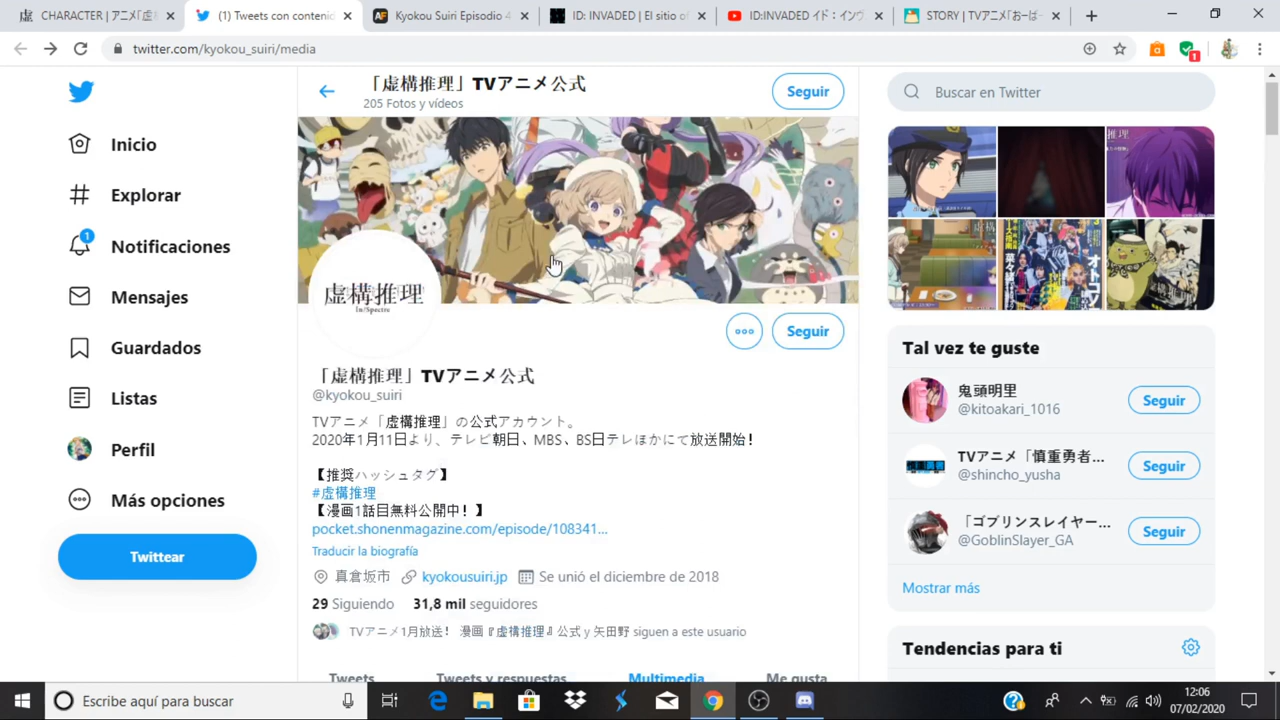 CHARACTER | アニメ「虚
(1) Tweets con contenid
Kyokou Suiri Episodio 4
ID: INVADED | El sitio of
ID:INVADED イド：インウ
STORY | TVアニメ「おーばー
twitter.com/kyokou_suiri/media
Inicio
Explorar
1
Notificaciones
Mensajes
Guardados
Listas
Perfil
Más opciones
Twittear
「虚構推理」TVアニメ公式
205 Fotos y vídeos
Seguir
虚構推理
In/Spectre
Seguir
「虚構推理」TVアニメ公式
@kyokou_suiri
TVアニメ「虚構推理」の公式アカウント。
2020年1月11日より、テレビ朝日、MBS、BS日テレほかにて放送開始！
【推奨ハッシュタグ】
#虚構推理
【漫画1話目無料公開中！】
pocket.shonenmagazine.com/episode/108341...
Traducir la biografía
真倉坂市 kyokousuiri.jp Se unió el diciembre de 2018
29 Siguiendo 31,8 mil seguidores
TVアニメ1月放送！ 漫画『虚構推理』公式 y 矢田野 siguen a este usuario
Tweets Tweets y respuestas Multimedia Me gusta
Buscar en Twitter
Tal vez te guste
鬼頭明里
@kitoakari_1016
Seguir
TVアニメ「慎重勇者...
@shincho_yusha
Seguir
「ゴブリンスレイヤー...
@GoblinSlayer_GA
Seguir
Mostrar más
Tendencias para ti
Escribe aquí para buscar
12:06
07/02/2020